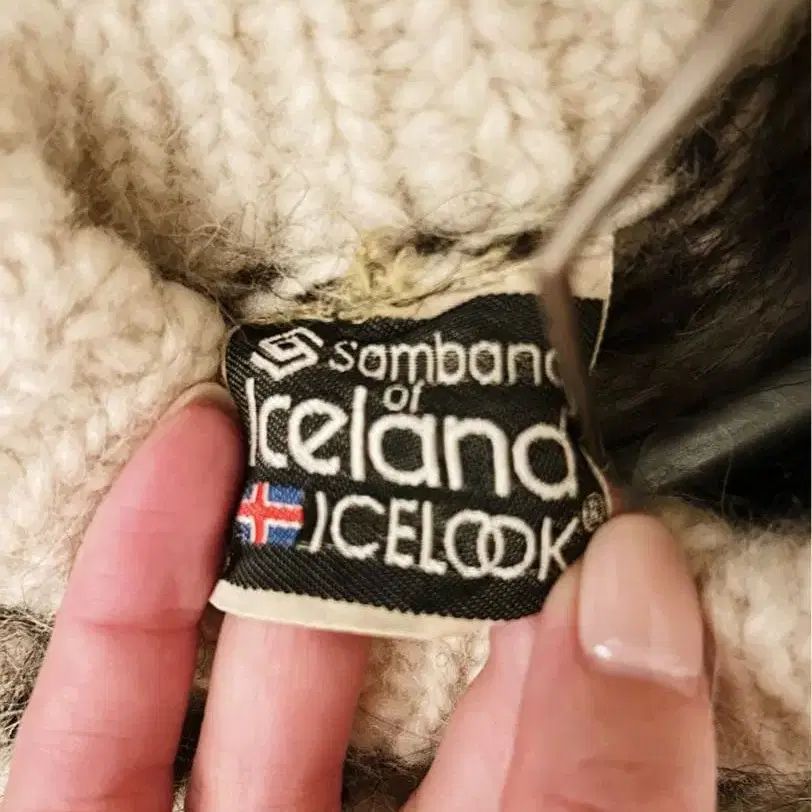 samband
of
Iceland
ICELOOK®